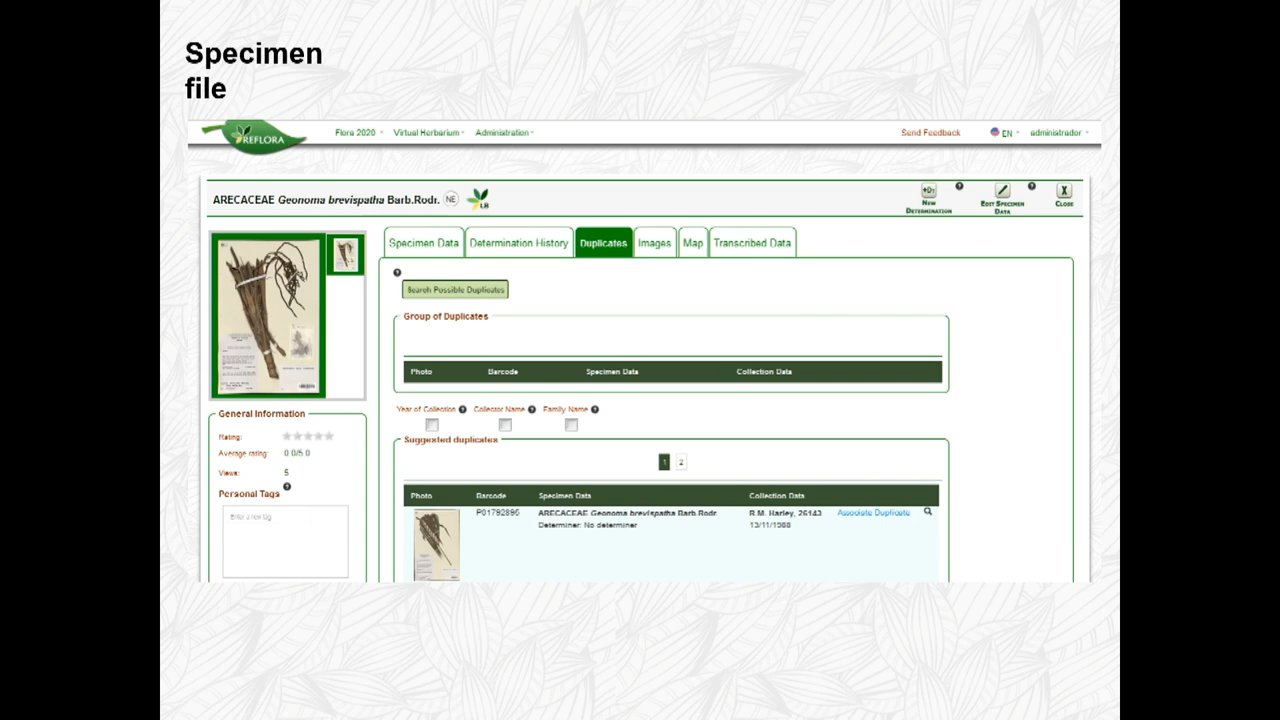 Specimen
file
REFLORA
Flora 2020 Virtual Herbarium Administration Send Feedback EN administrador
ARECACEAE Geonoma brevispatha Barb.Rodr. NE LB
New Determination
Edit Specimen Data
Close
Specimen Data Determination History Duplicates Images Map Transcribed Data
Search Possible Duplicates
Group of Duplicates
Photo Barcode Specimen Data Collection Data
Year of Collection Collector Name Family Name
Suggested duplicates
1 2
Photo Barcode Specimen Data Collection Data
P01792895 ARECACEAE Geonoma brevispatha Barb.Rodr. R.M. Harley, 26143 Associate Duplicate
Determiner: No determiner 13/11/1988
General Information
Rating:
Average rating: 0.0/5.0
Views: 5
Personal Tags
Enter a new tag